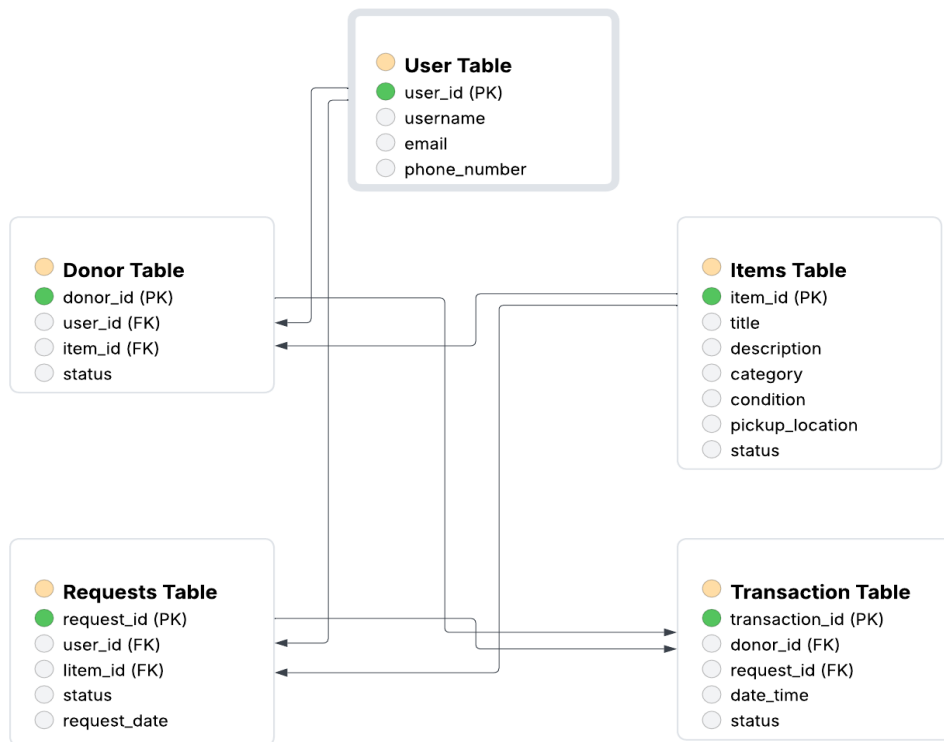 User Table
user_id (PK)
username
email
phone_number
Donor Table
donor_id (PK)
user_id (FK)
item_id (FK)
status
Items Table
item_id (PK)
title
description
category
condition
pickup_location
status
Requests Table
request_id (PK)
user_id (FK)
litem_id (FK)
status
request_date
Transaction Table
transaction_id (PK)
donor_id (FK)
request_id (FK)
date_time
status